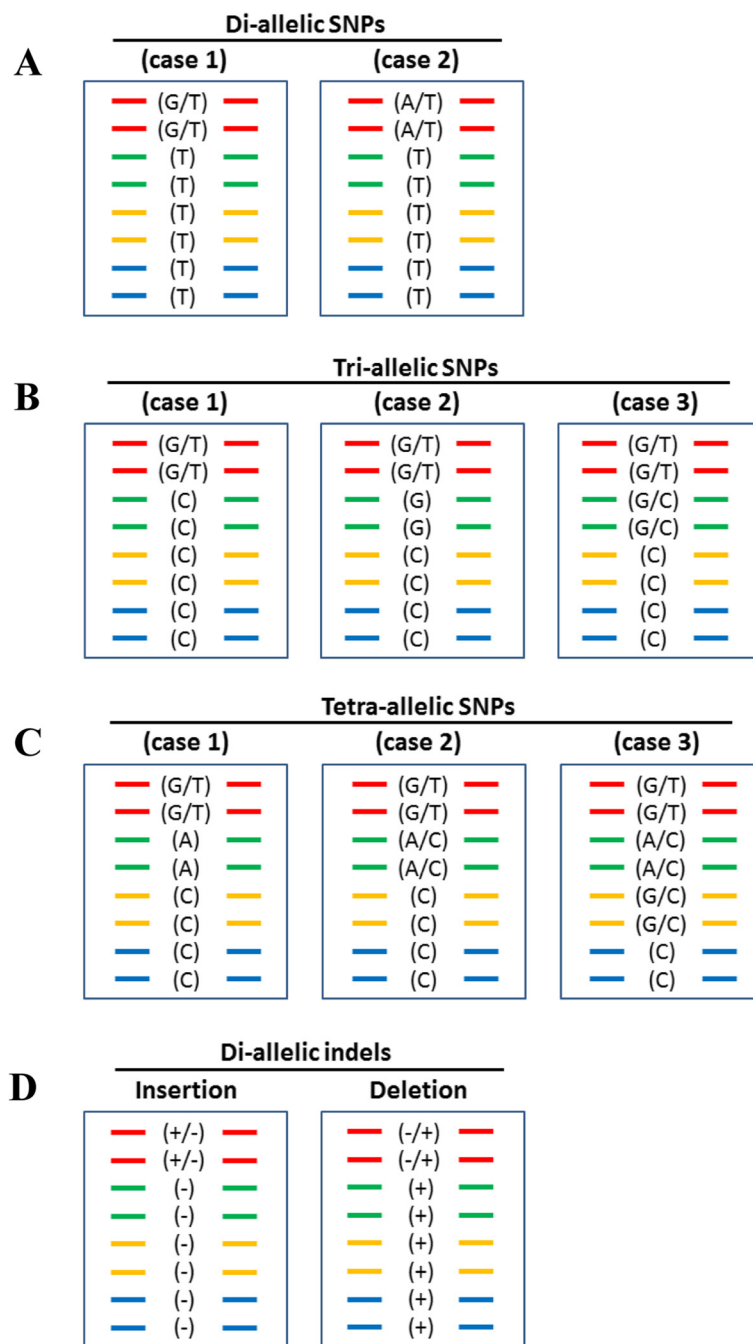 Di-allelic SNPs
A
(case 1) (case 2)
(G/T) (A/T)
(G/T) (A/T)
(T) (T)
(T) (T)
(T) (T)
(T) (T)
(T) (T)
(T) (T)
Tri-allelic SNPs
B
(case 1) (case 2) (case 3)
(G/T) (G/T) (G/T)
(G/T) (G/T) (G/T)
(C) (G) (G/C)
(C) (G) (G/C)
(C) (C) (C)
(C) (C) (C)
(C) (C) (C)
(C) (C) (C)
Tetra-allelic SNPs
C
(case 1) (case 2) (case 3)
(G/T) (G/T) (G/T)
(G/T) (G/T) (G/T)
(A) (A/C) (A/C)
(A) (A/C) (A/C)
(C) (C) (G/C)
(C) (C) (G/C)
(C) (C) (C)
(C) (C) (C)
Di-allelic indels
D
Insertion Deletion
(+/-) (-/+)
(+/-) (-/+)
(-) (+)
(-) (+)
(-) (+)
(-) (+)
(-) (+)
(-) (+)